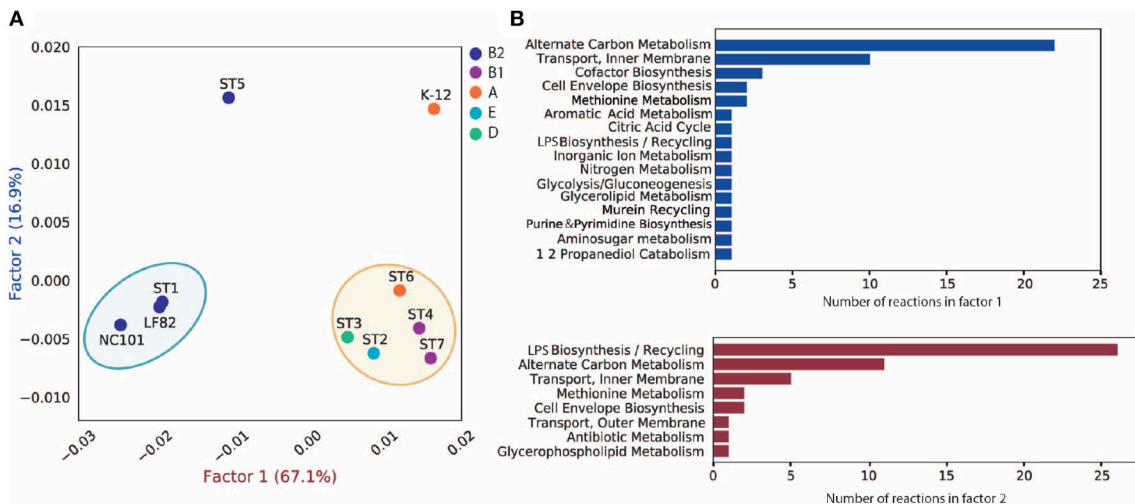 A
Factor 2 (16.9%)
0.020
0.015
0.010
0.005
0.000
−0.005
−0.010
−0.03
−0.02
−0.01
0.00
0.01
0.02
Factor 1 (67.1%)
ST5
K-12
ST1
LF82
NC101
ST6
ST3
ST4
ST2
ST7
B2
B1
A
E
D
B
Alternate Carbon Metabolism
Transport, Inner Membrane
Cofactor Biosynthesis
Cell Envelope Biosynthesis
Methionine Metabolism
Aromatic Acid Metabolism
Citric Acid Cycle
LPSBiosynthesis / Recycling
Inorganic Ion Metabolism
Nitrogen Metabolism
Glycolysis/Gluconeogenesis
Glycerolipid Metabolism
Murein Recycling
Purine &Pyrimidine Biosynthesis
Aminosugar metabolism
1 2 Propanediol Catabolism
0 5 10 15 20 25
Number of reactions in factor 1
LPS Biosynthesis / Recycling
Alternate Carbon Metabolism
Transport, Inner Membrane
Methionine Metabolism
Cell Envelope Biosynthesis
Transport, Outer Membrane
Antibiotic Metabolism
Glycerophospholipid Metabolism
0 5 10 15 20 25
Number of reactions in factor 2